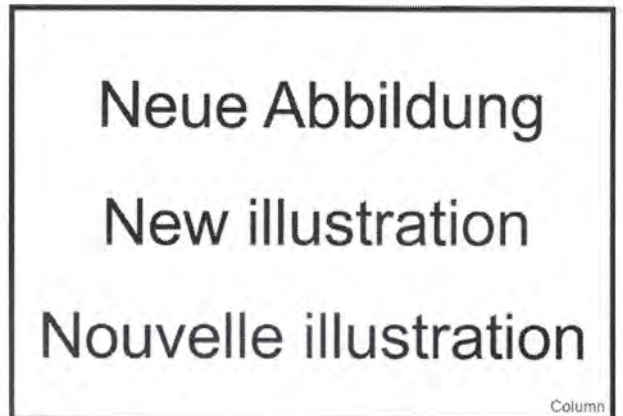 Neue Abbildung
New illustration
Nouvelle illustration
Column